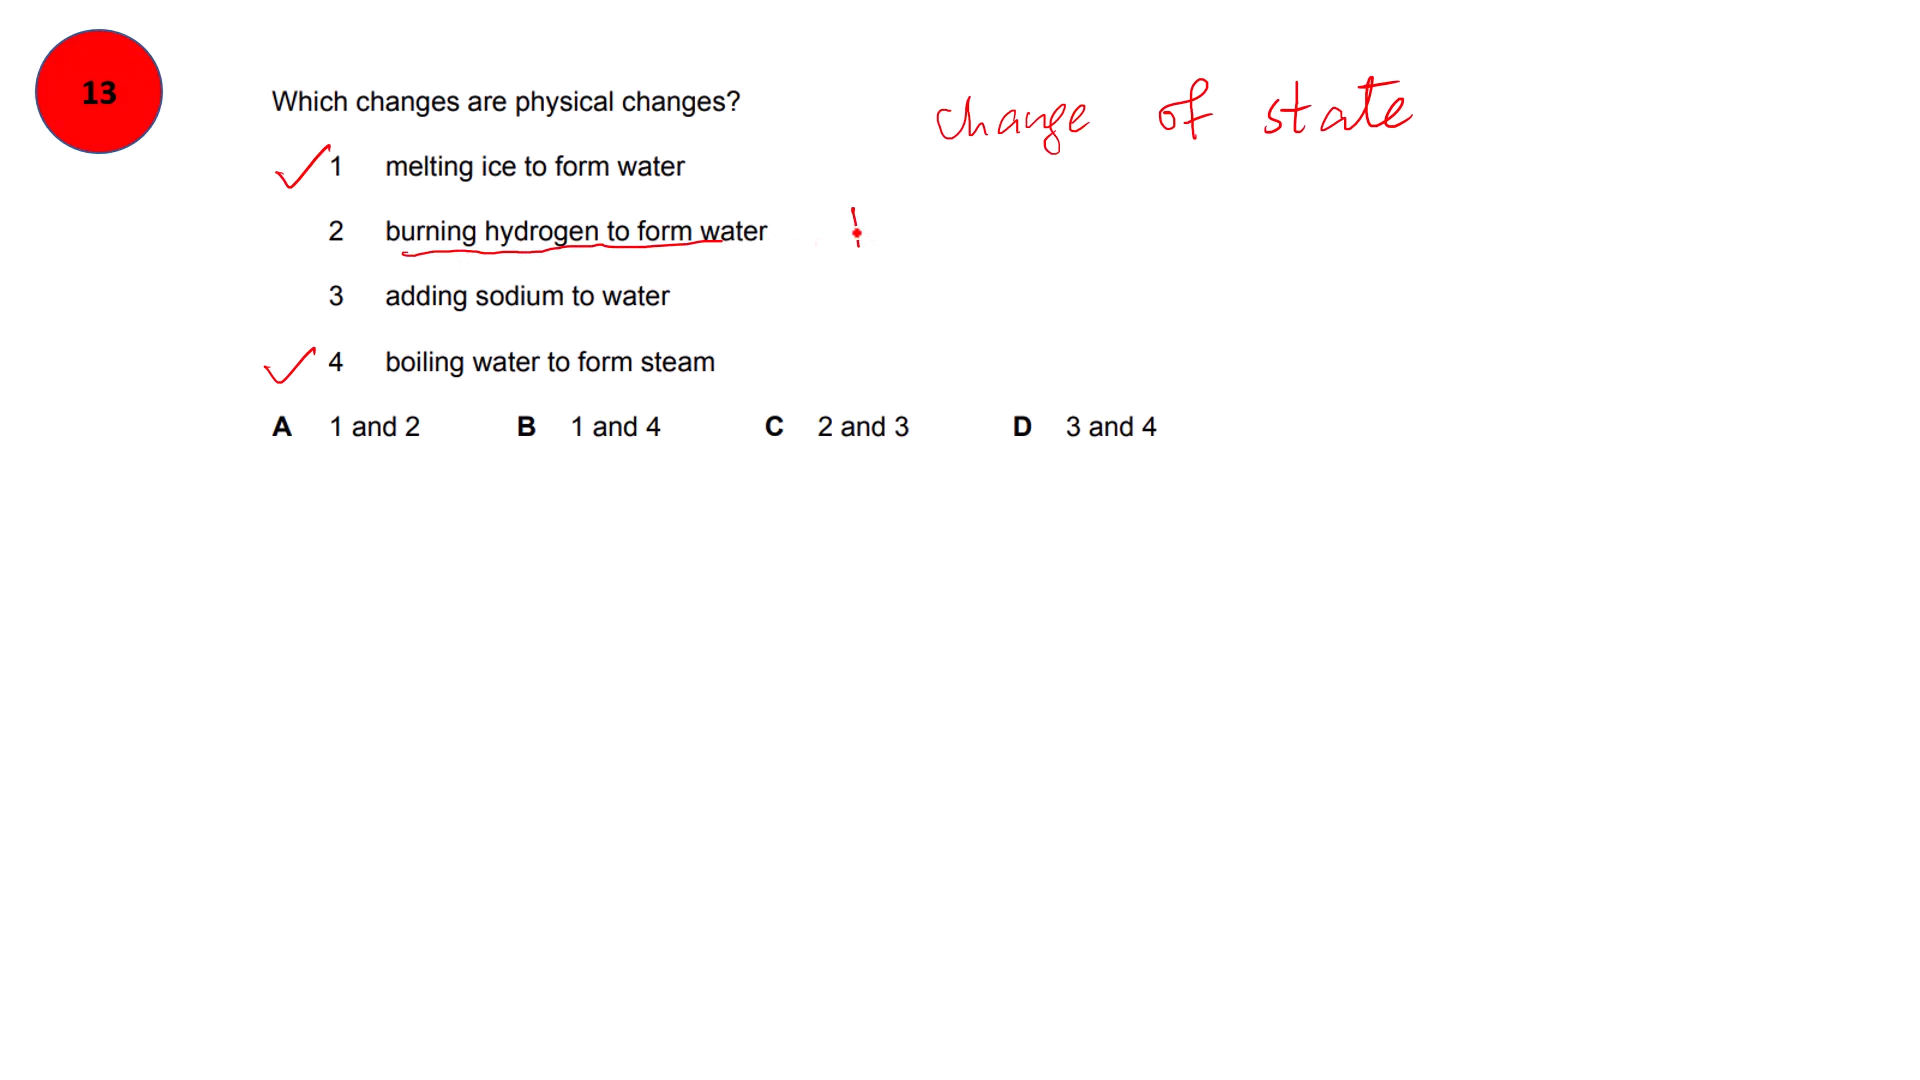 13
Which changes are physical changes?
change of state
1 melting ice to form water
2 burning hydrogen to form water
3 adding sodium to water
4 boiling water to form steam
A 1 and 2 B 1 and 4 C 2 and 3 D 3 and 4